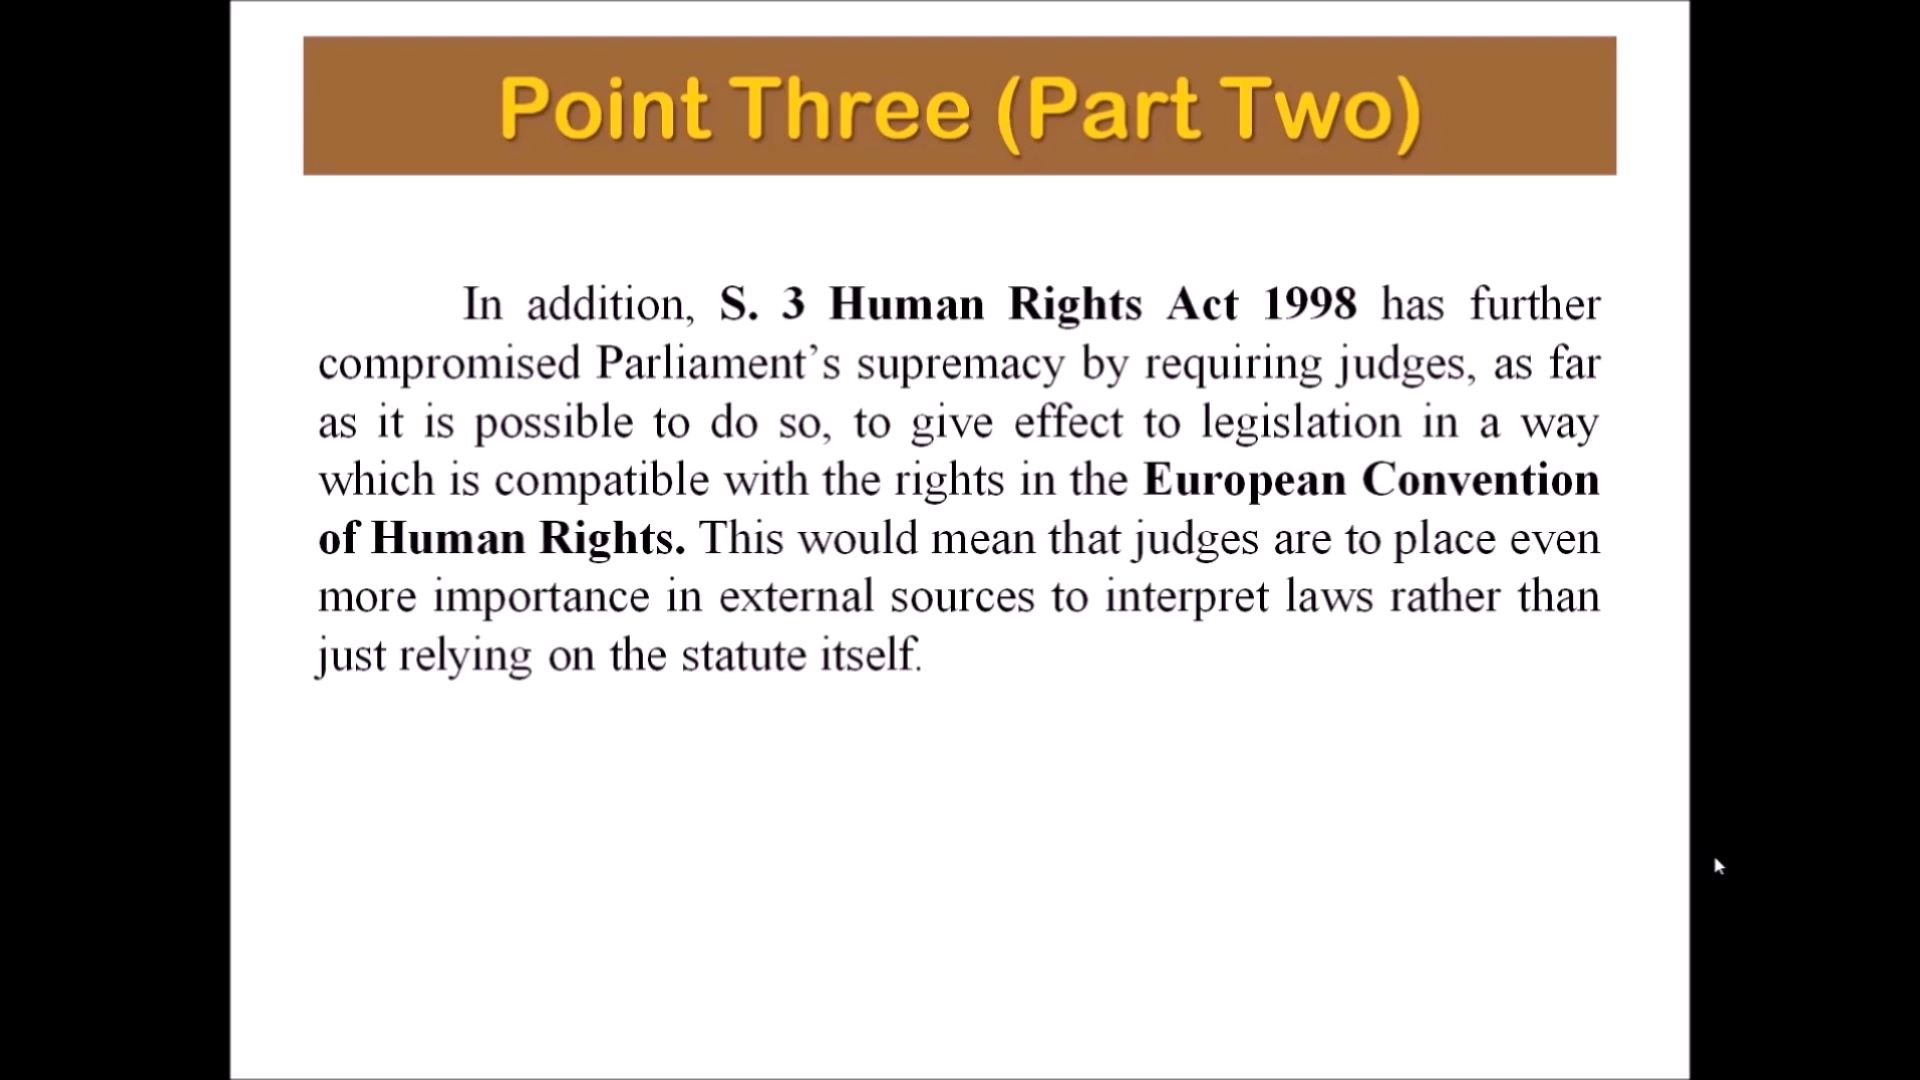 Point Three (Part Two)
In addition, S. 3 Human Rights Act 1998 has further
compromised Parliament's supremacy by requiring judges, as far
as it is possible to do so, to give effect to legislation in a way
which is compatible with the rights in the European Convention
of Human Rights. This would mean that judges are to place even
more importance in external sources to interpret laws rather than
just relying on the statute itself.